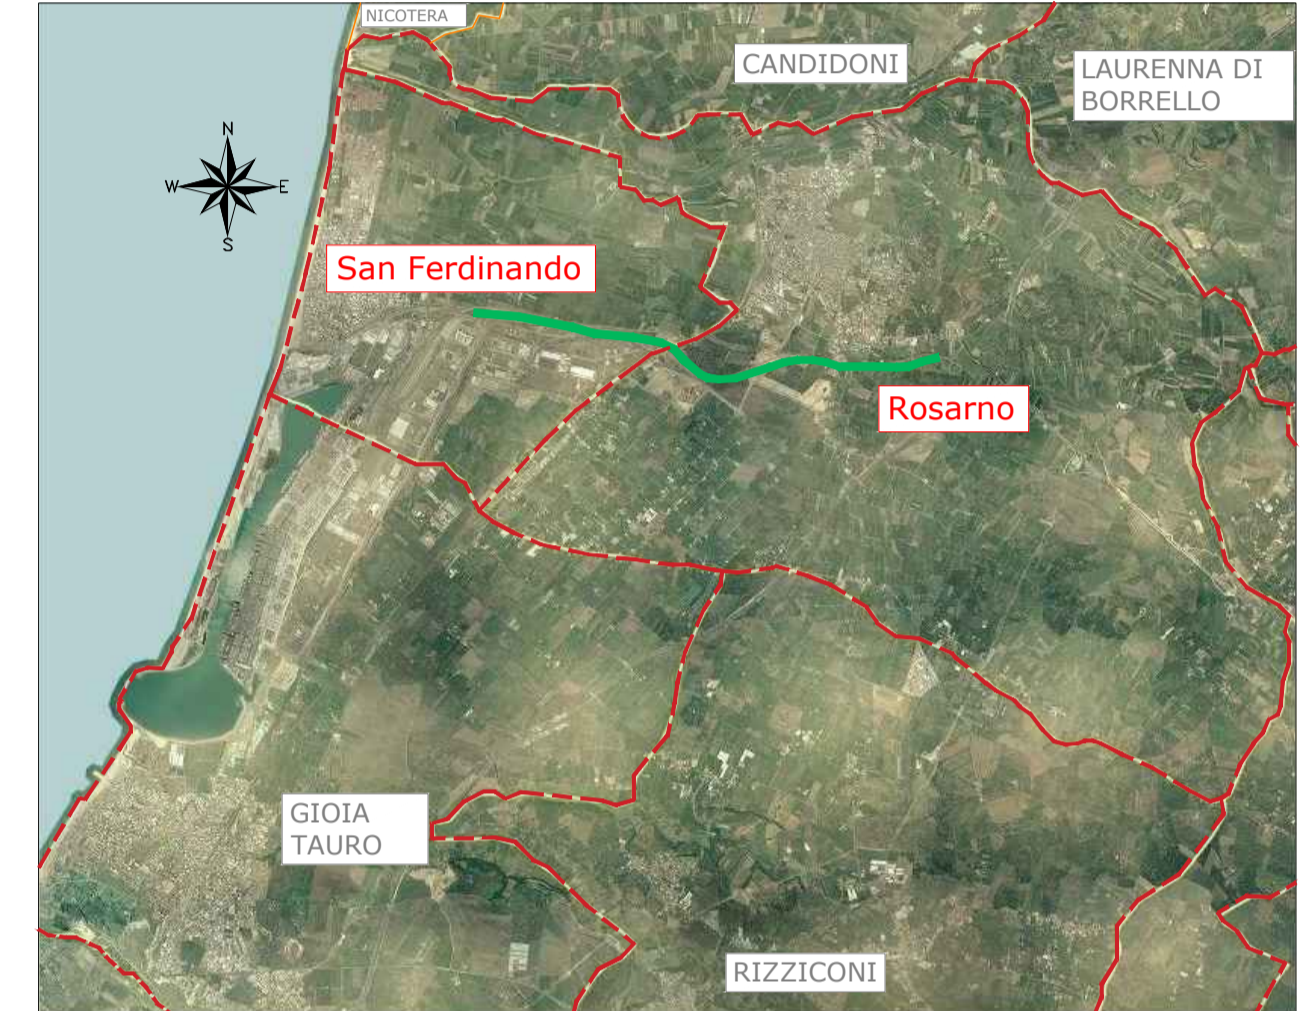 NICOTERA
CANDIDONI
LAURENNA DI
BORRELLO
N
W
E
S
San Ferdinando
Rosarno
GIOIA
TAURO
RIZZICONI